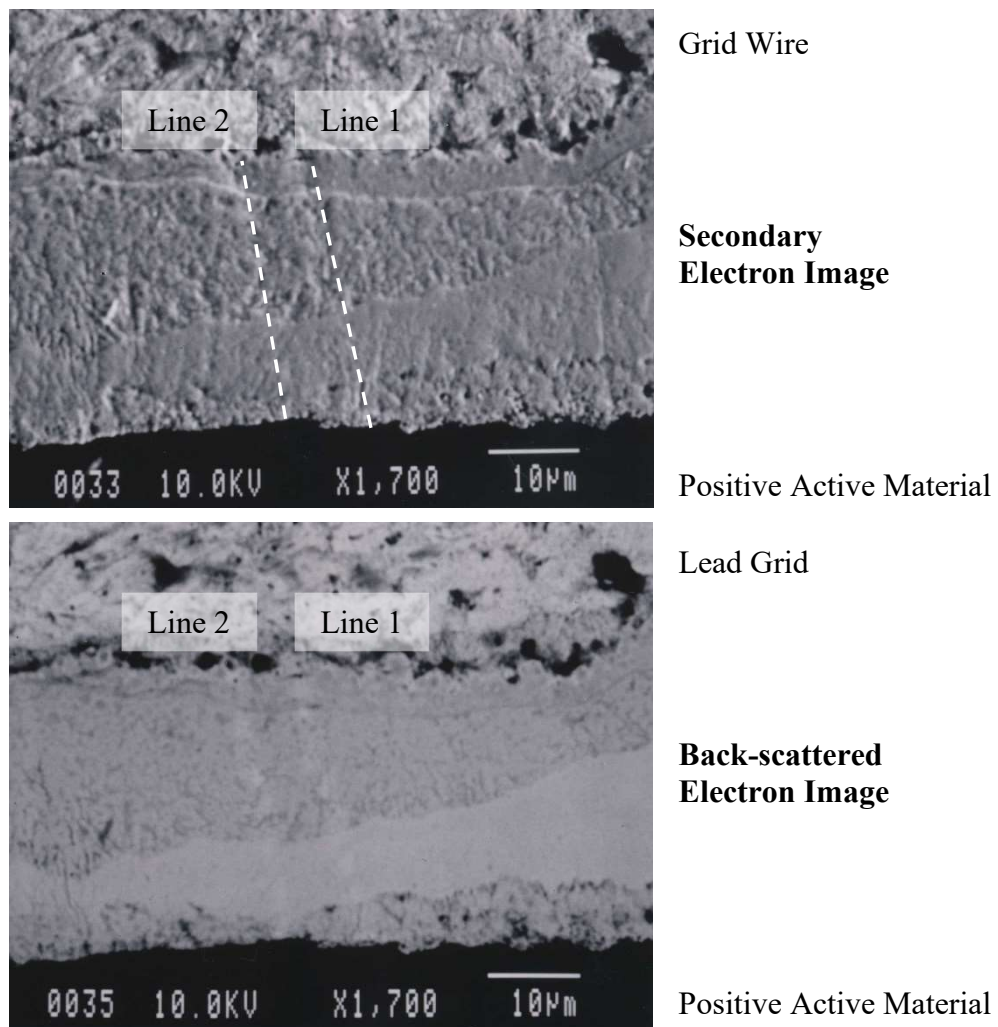 Grid Wire
Line 2 Line 1
Secondary
Electron Image
0033 10.0KV X1,700 10µm
Positive Active Material
Lead Grid
Line 2 Line 1
Back-scattered
Electron Image
0035 10.0KV X1,700 10µm
Positive Active Material